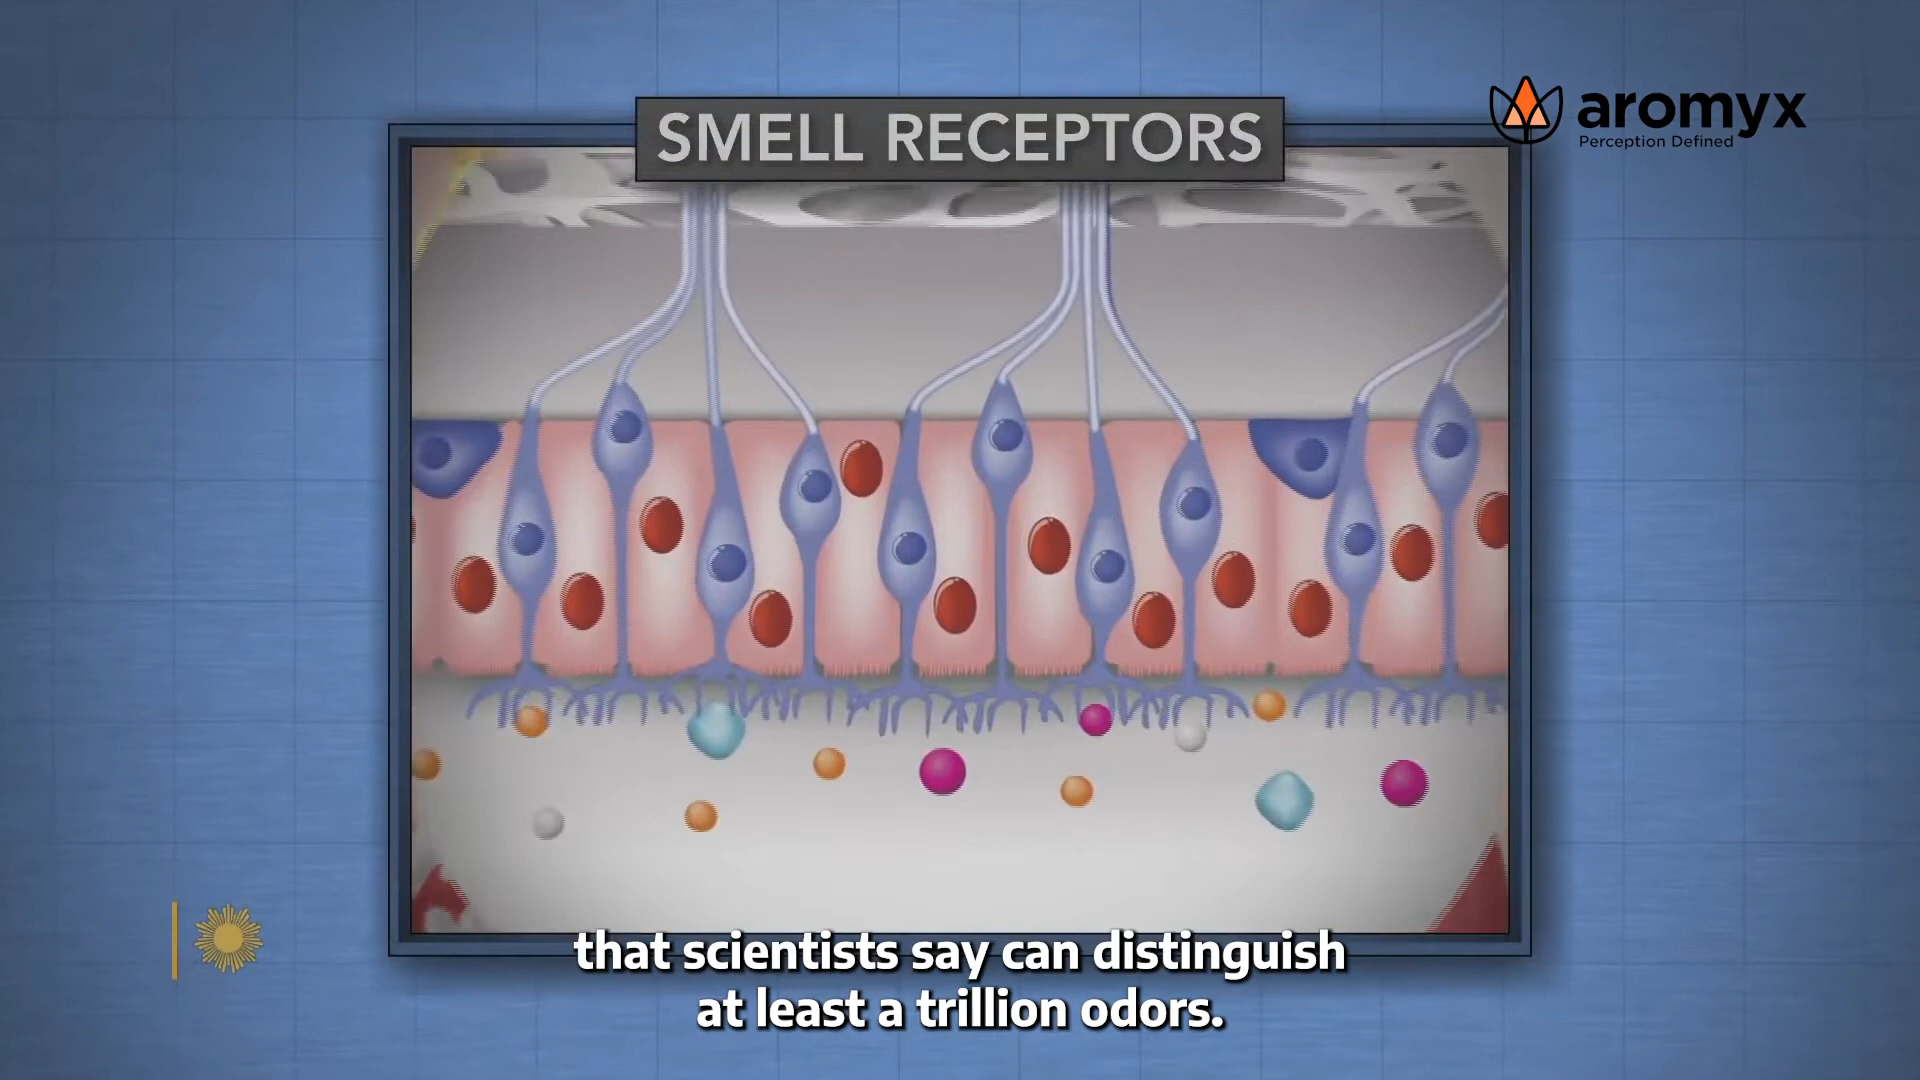 SMELL RECEPTORS
aromyx
Perception Defined
that scientists say can distinguish
at least a trillion odors.